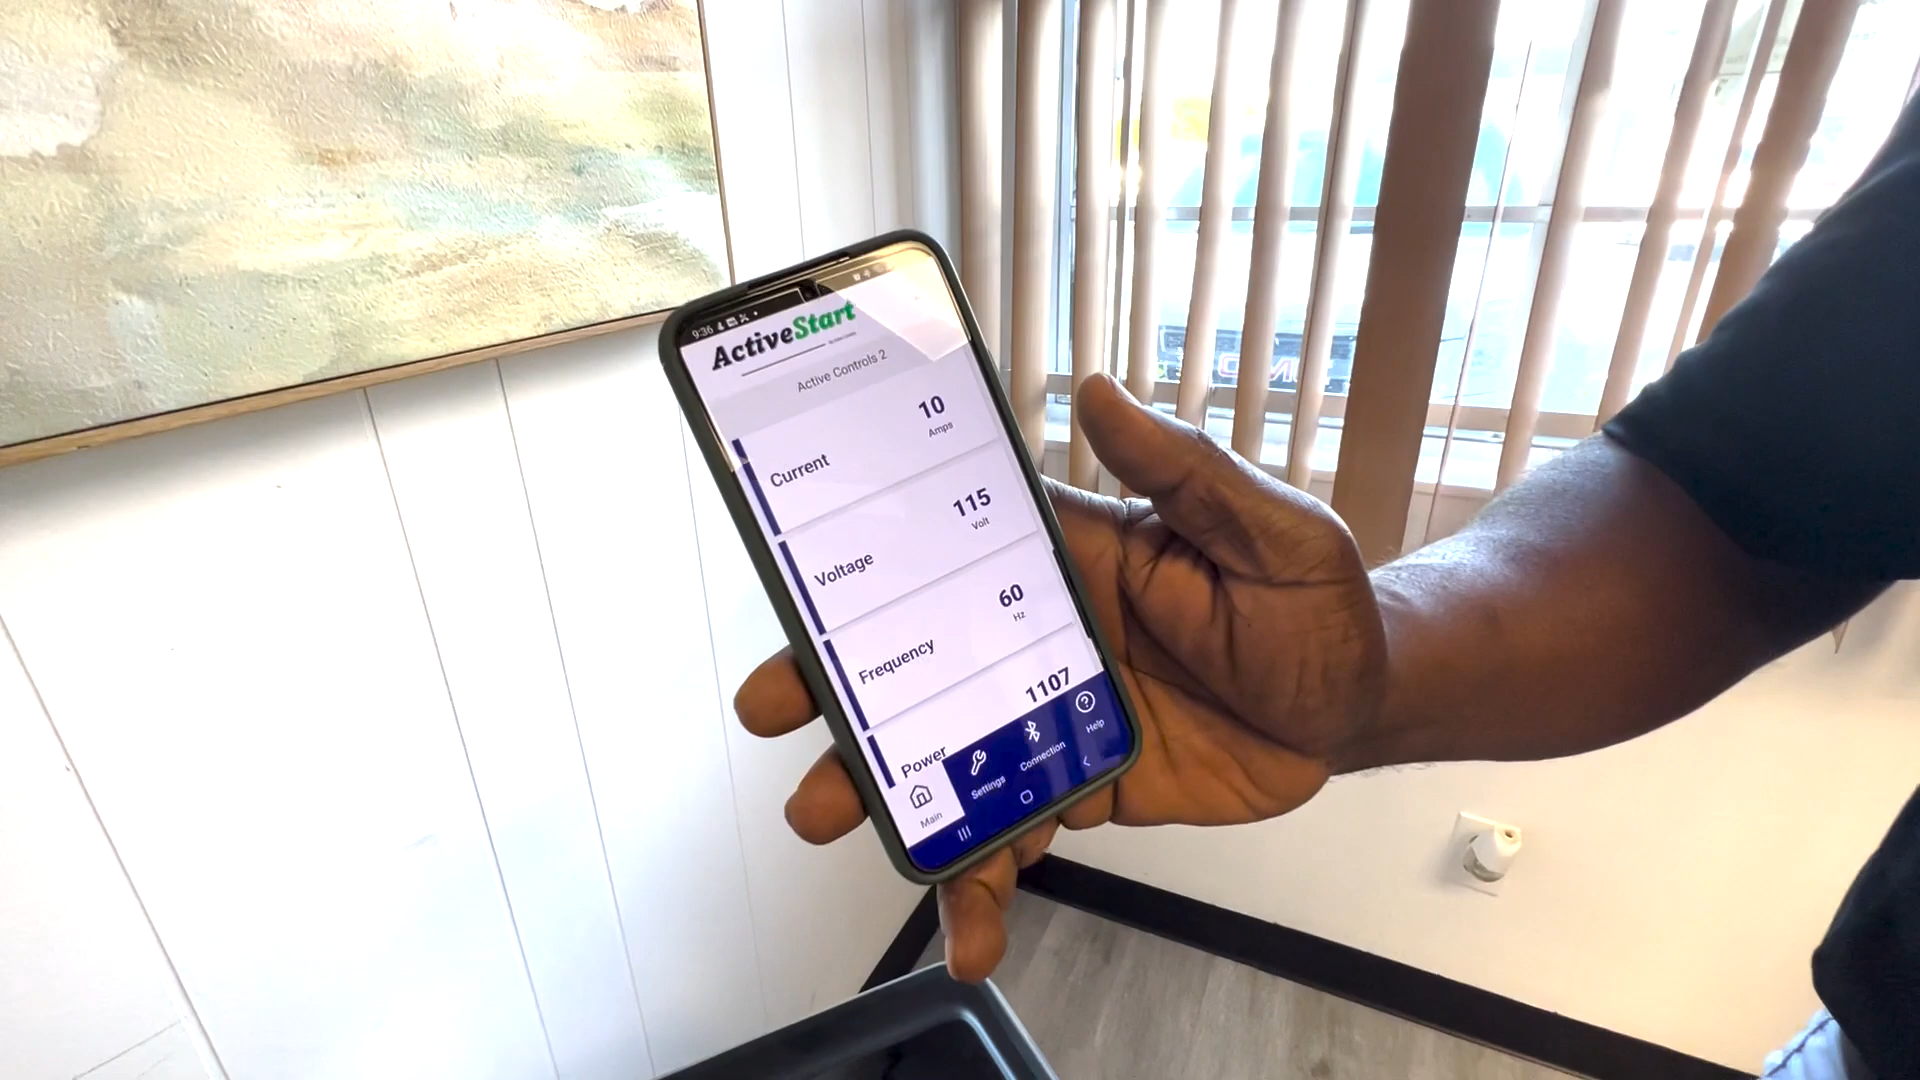 9:36
ActiveStart
Active Controls 2
Current
10
Amps
Voltage
115
Volt
Frequency
60
Hz
Power
1107
Main
Settings
Connection
Help